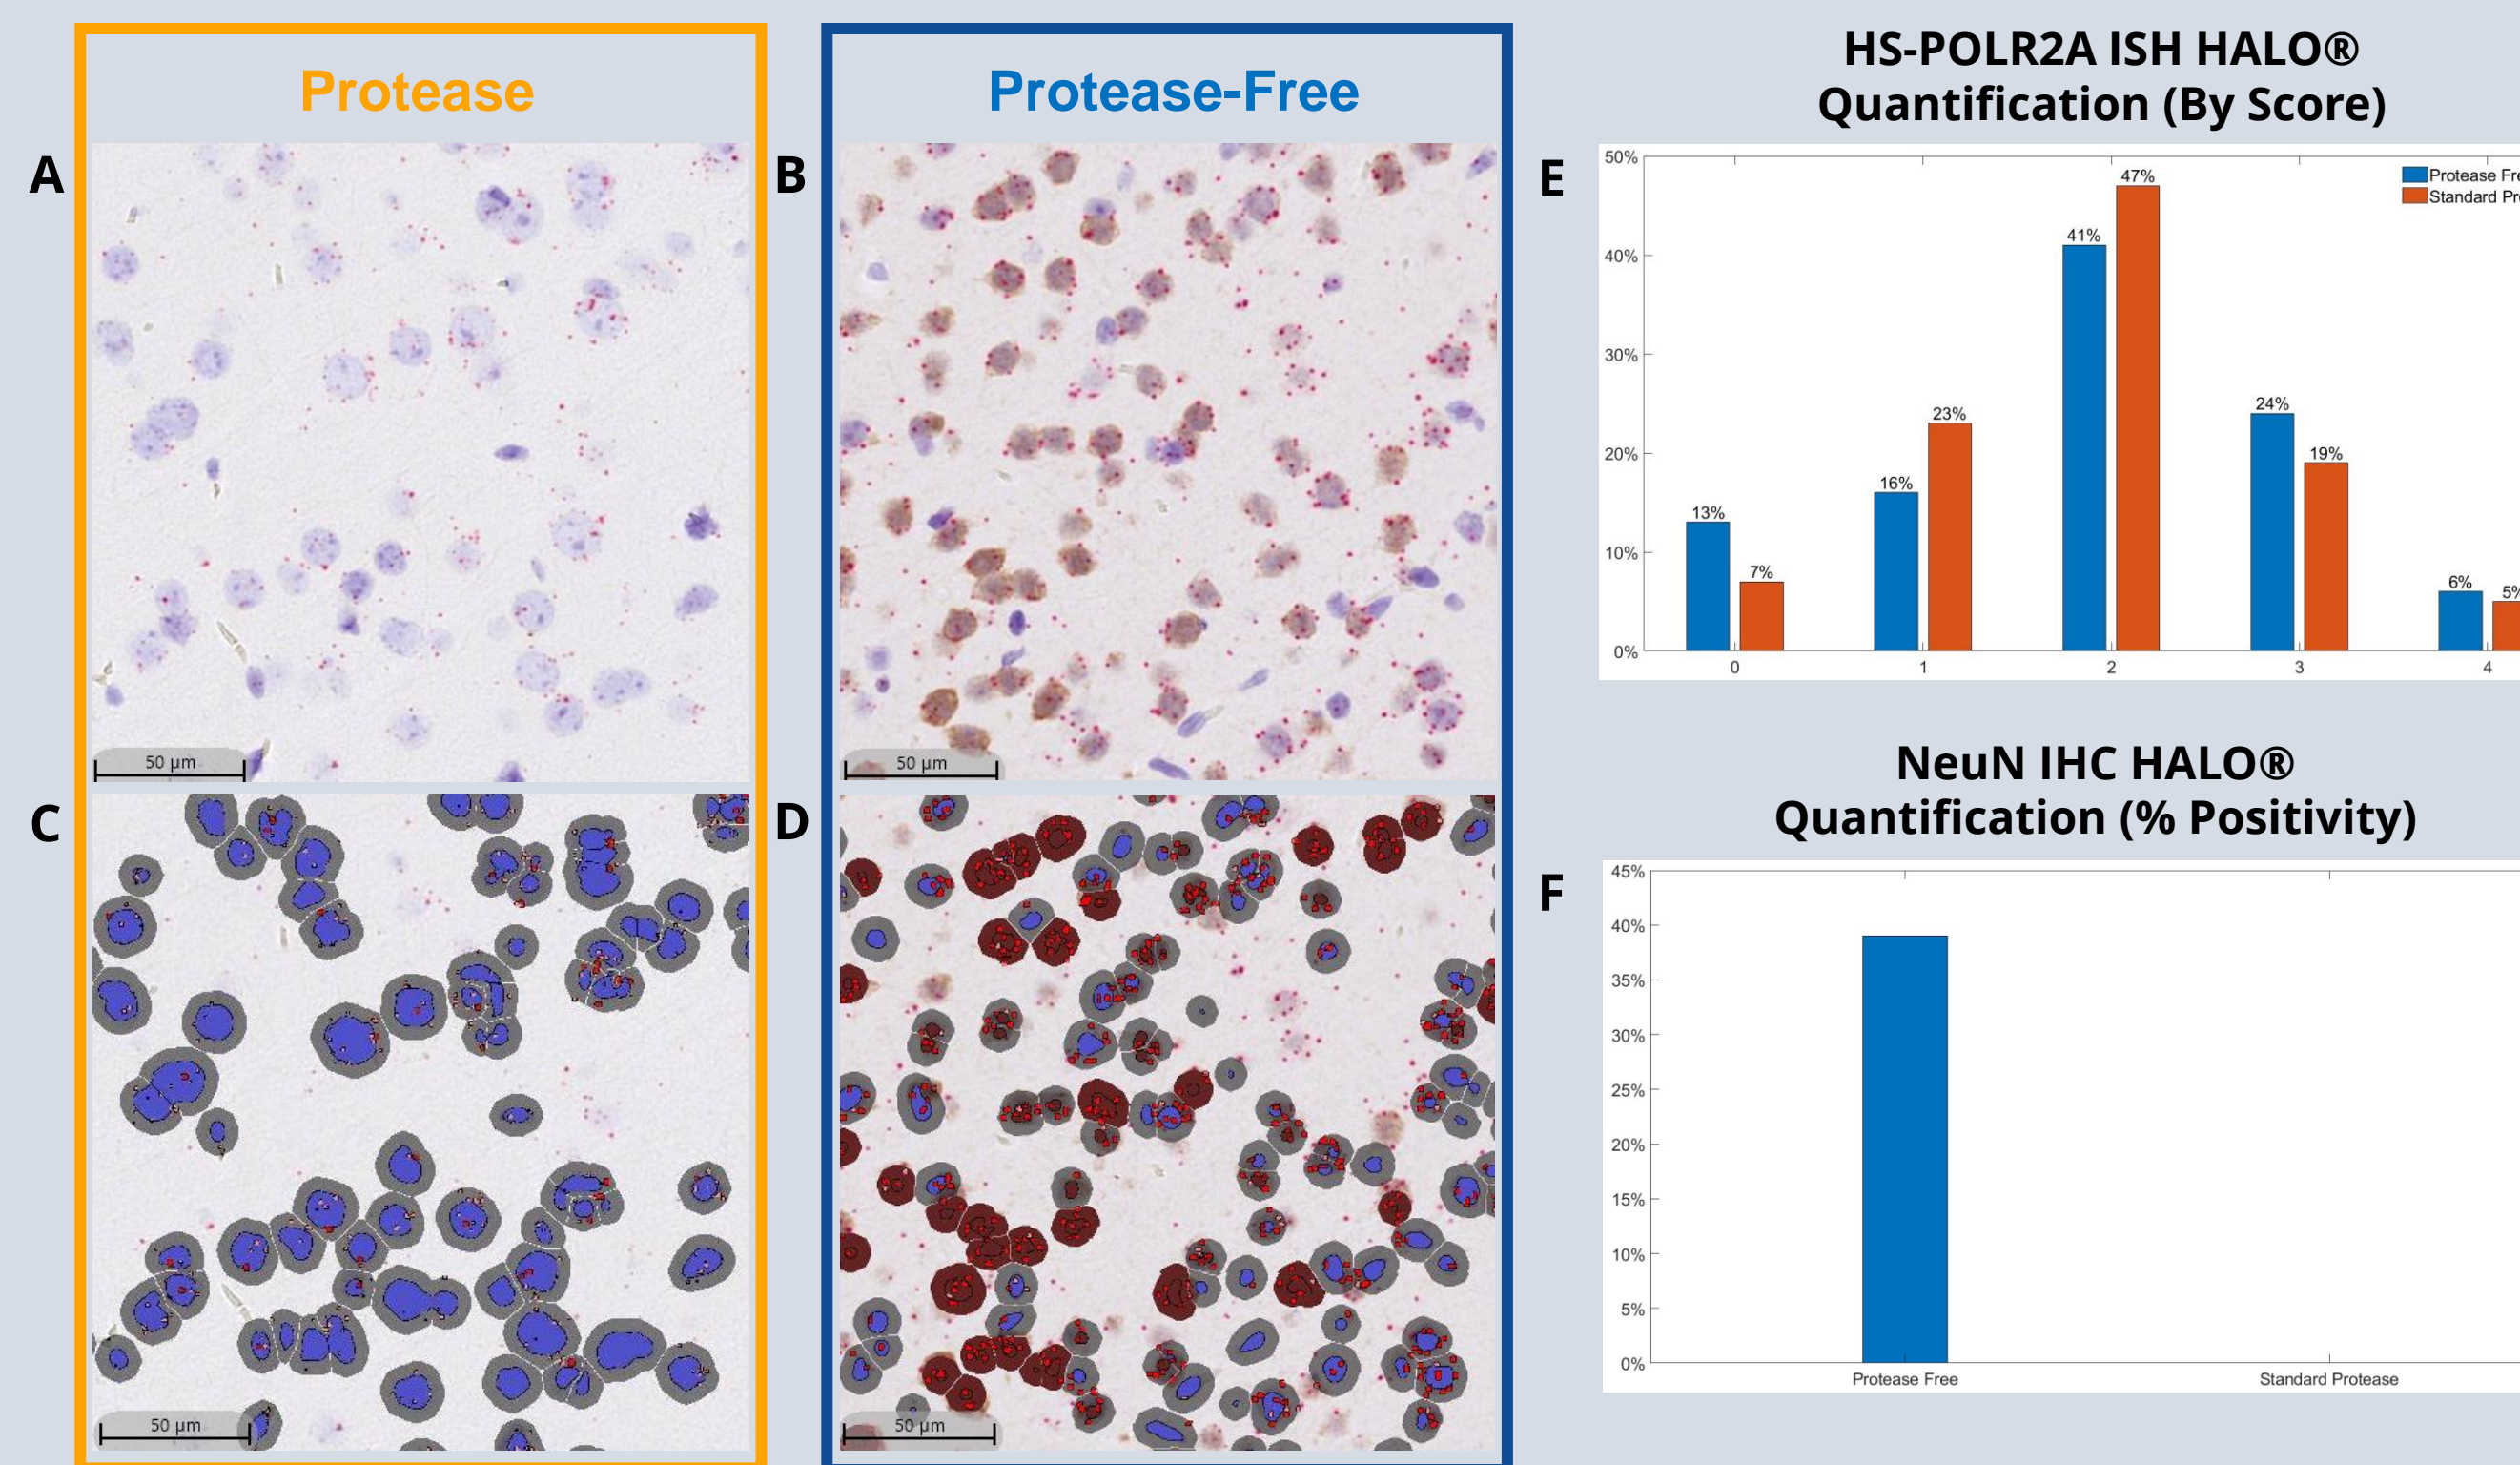 Protease
Protease-Free
A
B
50 µm
50 µm
C
D
50 µm
50 µm
HS-POLR2A ISH HALO®
Quantification (By Score)
E
50%
40%
30%
20%
10%
0%
Protease
Standard
13%
7%
16%
23%
41%
47%
24%
19%
6%
5%
0
1
2
3
4
NeuN IHC HALO®
Quantification (% Positivity)
F
45%
40%
35%
30%
25%
20%
15%
10%
5%
0%
Protease Free
Standard Protease